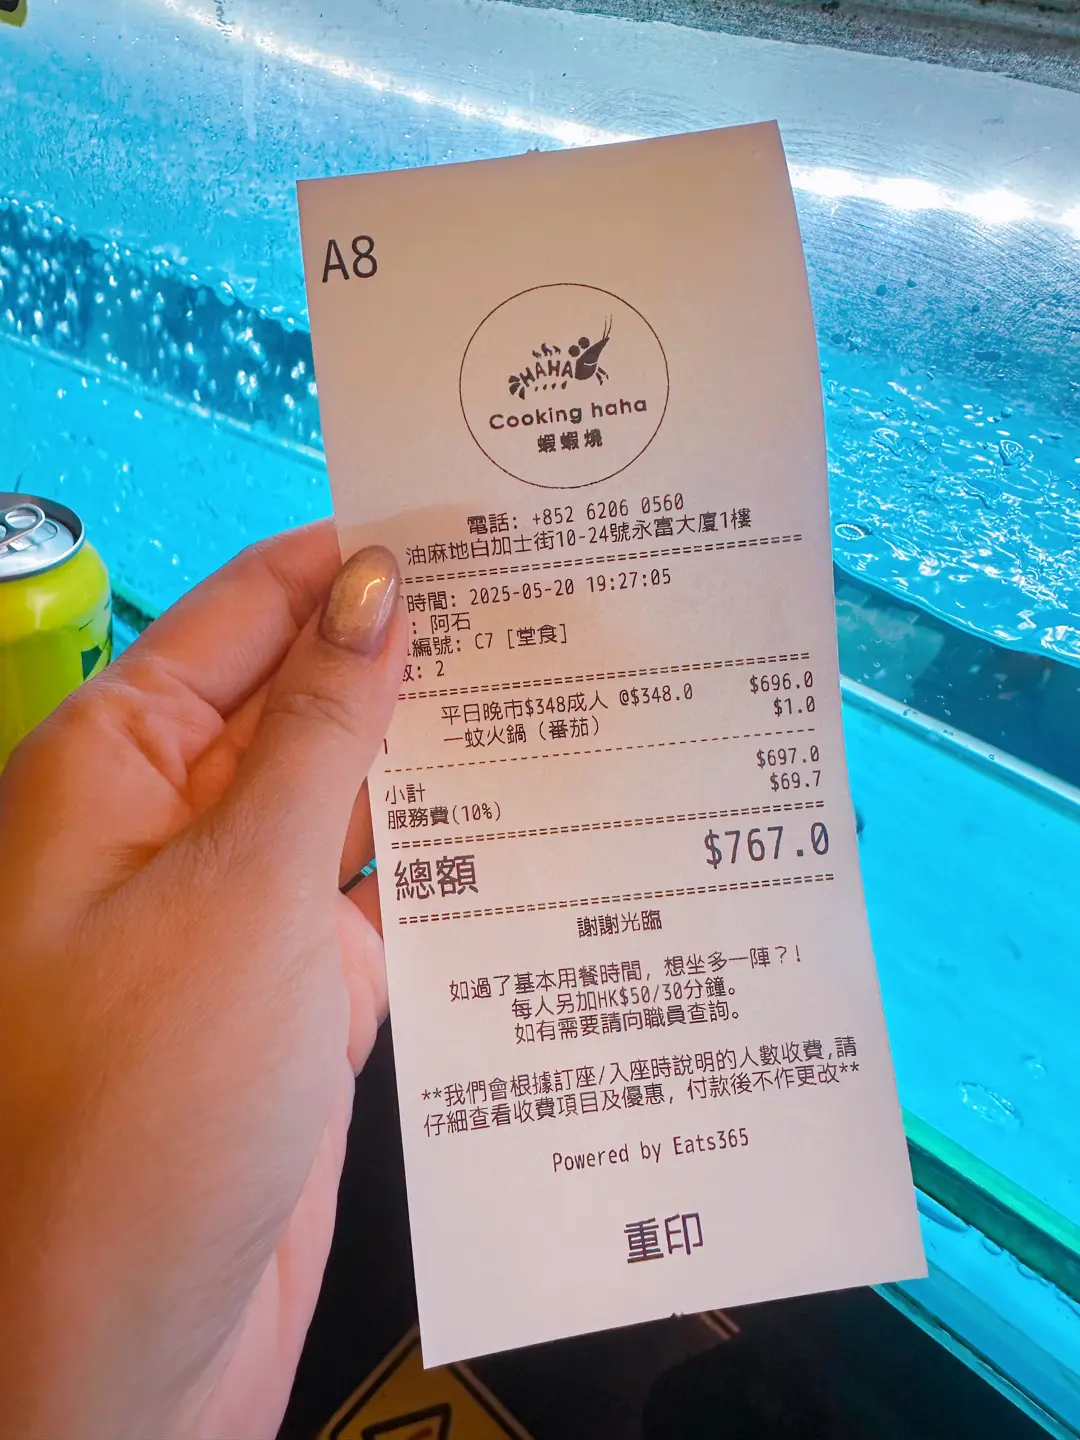 A8
HAHA
Cooking haha
蝦蝦燒
電話: +852 6206 0560
油麻地白加士街10-24號永富大廈1樓
時間: 2025-05-20 19:27:05
: 阿石
編號: C7 [堂食]
: 2
平日晚市$348成人 @$348.0 $696.0
1 一蚊火鍋 (番茄) $1.0
小計 $697.0
服務費(10%) $69.7
總額 $767.0
謝謝光臨
如過了基本用餐時間, 想坐多一陣?!
每人另加HK$50/30分鐘。
如有需要請向職員查詢。
**我們會根據訂座/入座時說明的人數收費,請
仔細查看收費項目及優惠, 付款後不作更改**
Powered by Eats365
重印